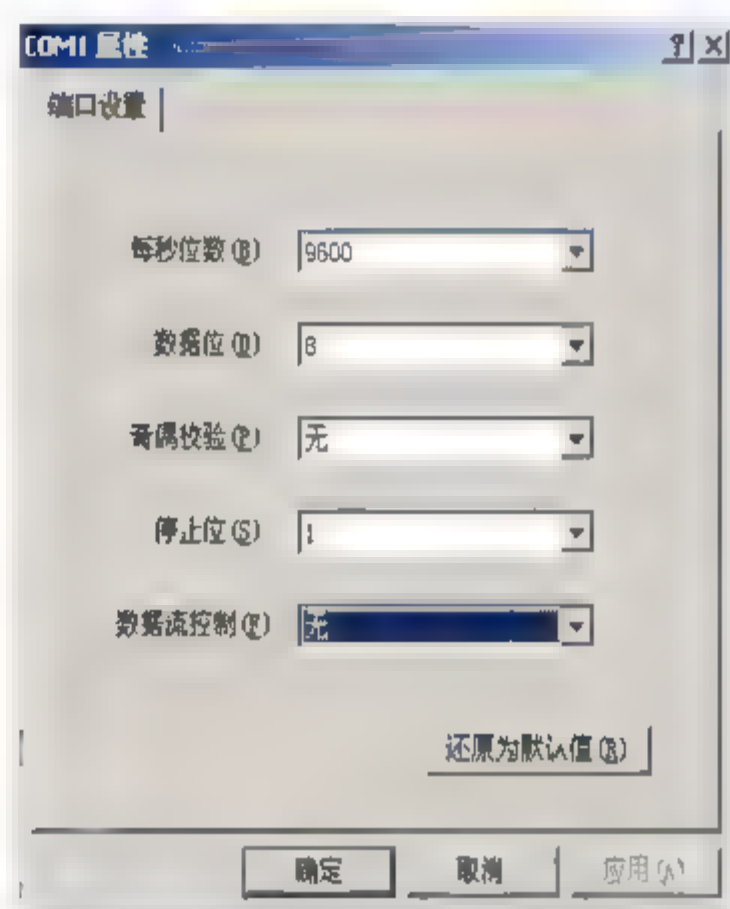 COM1 属性
端口设置
每秒位数(B) 9600
数据位(D) 8
奇偶校验(P) 无
停止位(S) 1
数据流控制(F) 无
还原为默认值(R)
确定 取消 应用(A)